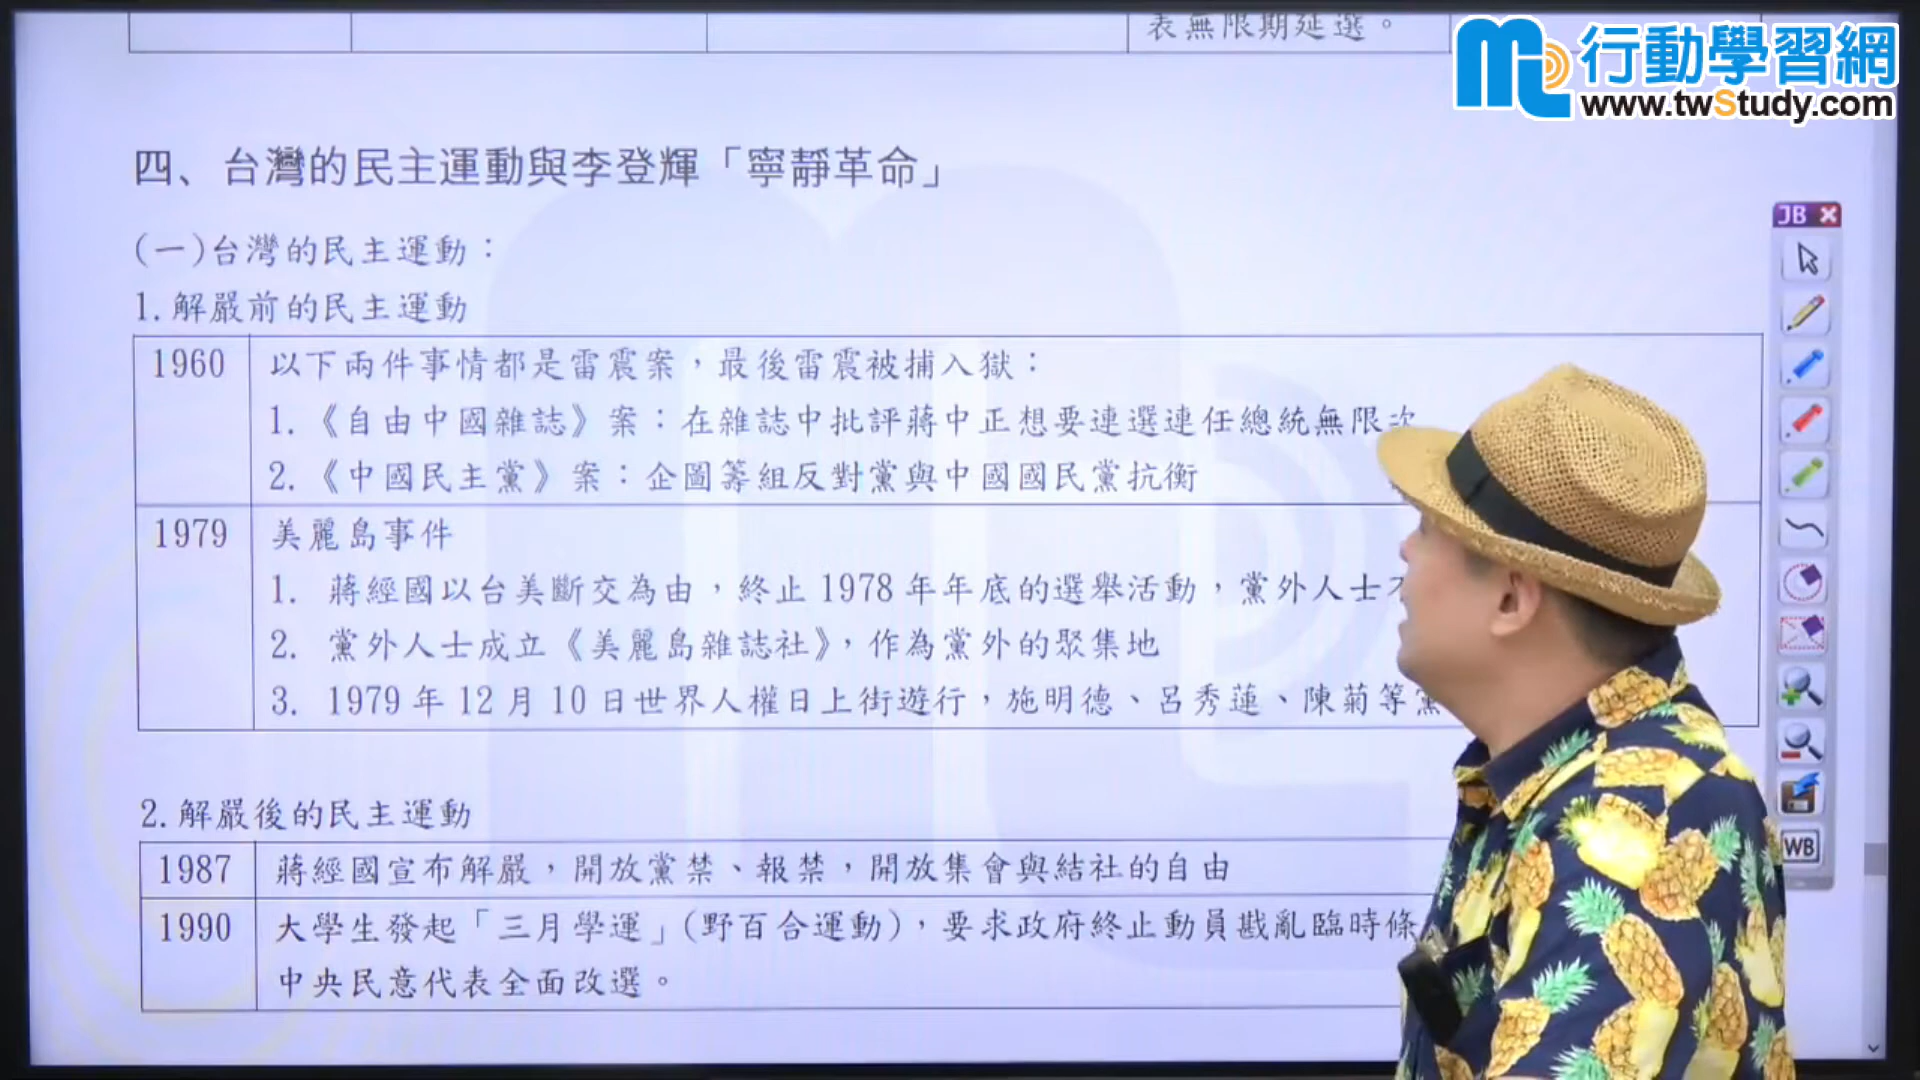 表無限期延選。
行動學習網
www.twStudy.com
四、台灣的民主運動與李登輝「寧靜革命」
(一)台灣的民主運動：
1.解嚴前的民主運動
1960 以下兩件事情都是雷震案，最後雷震被捕入獄：
1.《自由中國雜誌》案：在雜誌中批評蔣中正想要連選連任總統無限次
2.《中國民主黨》案：企圖籌組反對黨與中國國民黨抗衡
1979 美麗島事件
1. 蔣經國以台美斷交為由，終止 1978 年年底的選舉活動，黨外人士
2. 黨外人士成立《美麗島雜誌社》，作為黨外的聚集地
3. 1979 年 12 月 10 日世界人權日上街遊行，施明德、呂秀蓮、陳菊等黨
2.解嚴後的民主運動
1987 蔣經國宣布解嚴，開放黨禁、報禁，開放集會與結社的自由
1990 大學生發起「三月學運」(野百合運動)，要求政府終止動員戡亂臨時條
中央民意代表全面改選。
JB
WB